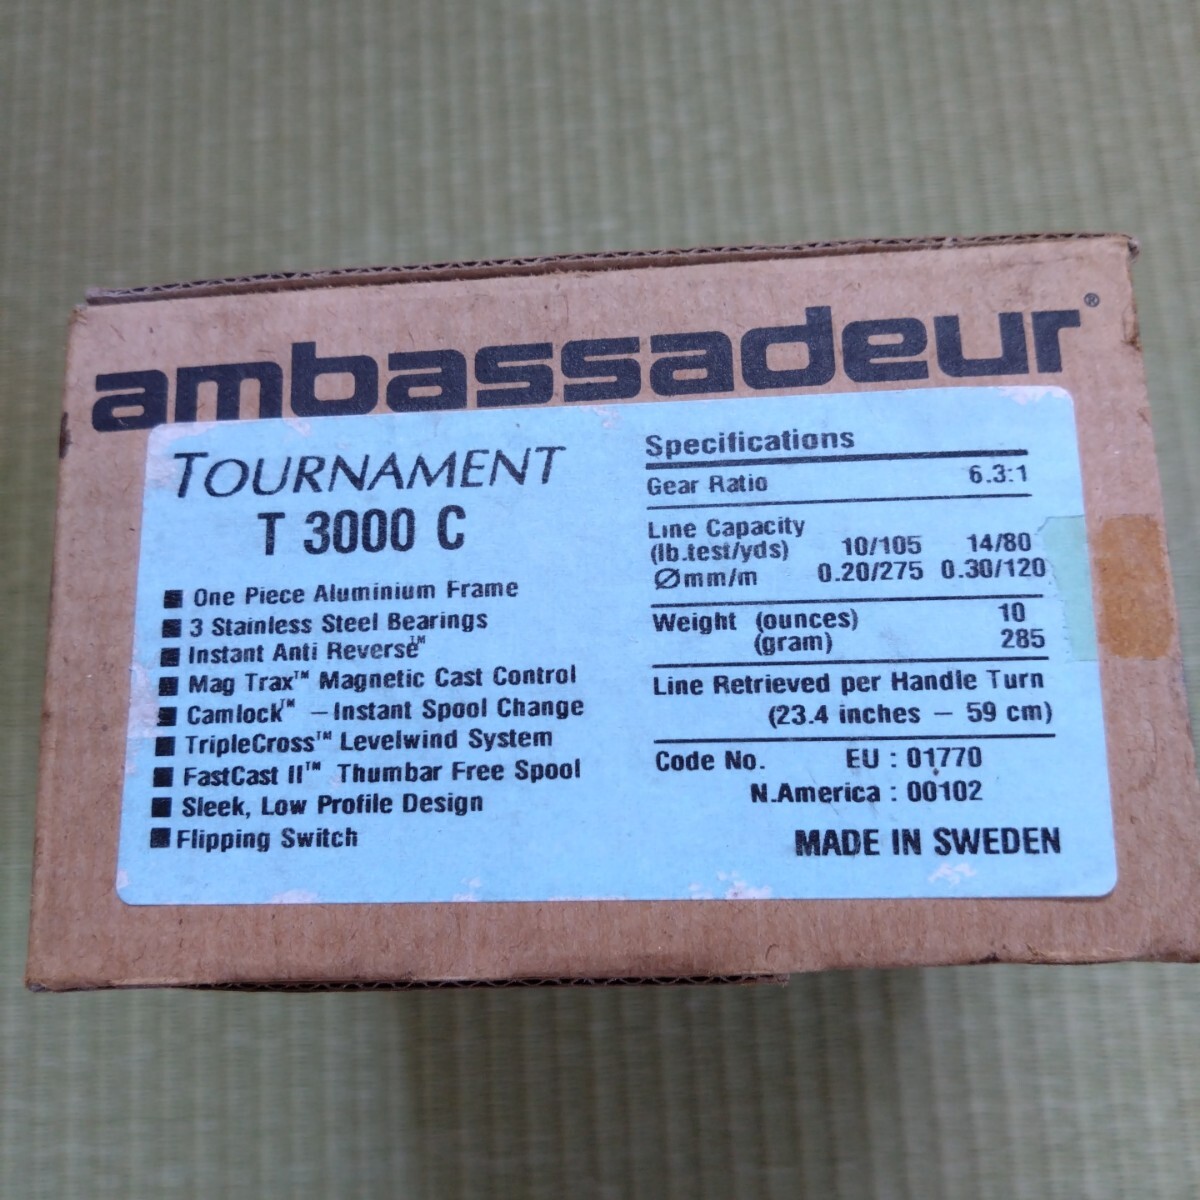 ambassadeur®
TOURNAMENT
T 3000 C
■ One Piece Aluminium Frame
■ 3 Stainless Steel Bearings
■ Instant Anti Reverse™
■ Mag Trax™ Magnetic Cast Control
■ Camlock™ – Instant Spool Change
■ TripleCross™ Levelwind System
■ FastCast II™ Thumbar Free Spool
■ Sleek, Low Profile Design
■ Flipping Switch
Specifications
Gear Ratio 6.3:1
Line Capacity
(lb.test/yds) 10/105 14/80
Ømm/m 0.20/275 0.30/120
Weight (ounces) 10
(gram) 285
Line Retrieved per Handle Turn
(23.4 inches – 59 cm)
Code No. EU : 01770
N.America : 00102
MADE IN SWEDEN